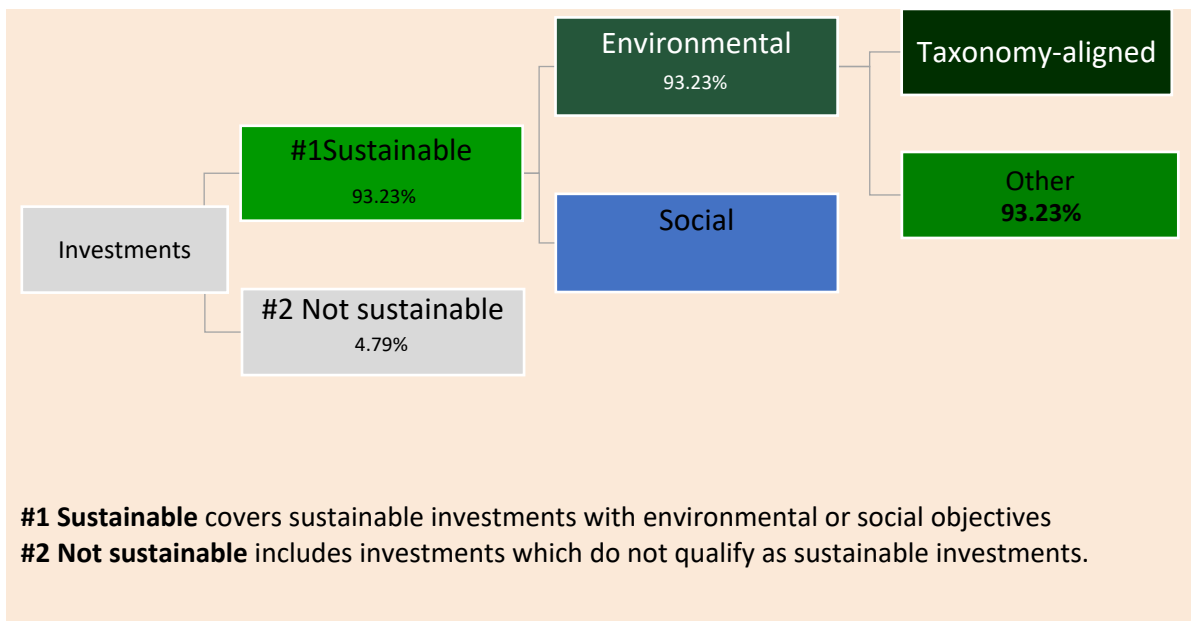 Environmental
93.23%
Taxonomy-aligned
#1Sustainable
93.23%
Other
93.23%
Social
Investments
#2 Not sustainable
4.79%
#1 Sustainable covers sustainable investments with environmental or social objectives
#2 Not sustainable includes investments which do not qualify as sustainable investments.